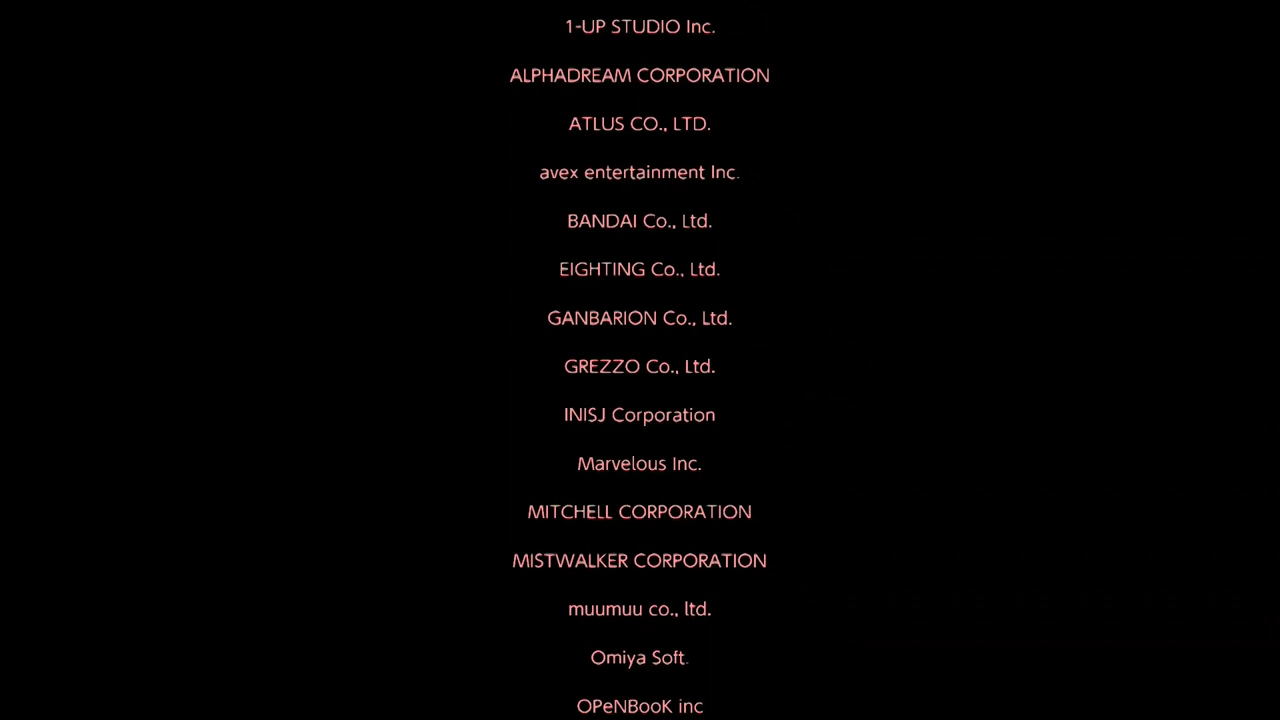 1-UP STUDIO Inc.
ALPHADREAM CORPORATION
ATLUS CO., LTD.
avex entertainment Inc.
BANDAI Co., Ltd.
EIGHTING Co., Ltd.
GANBARION Co., Ltd.
GREZZO Co., Ltd.
INISJ Corporation
Marvelous Inc.
MITCHELL CORPORATION
MISTWALKER CORPORATION
muumuu co., ltd.
Omiya Soft.
OPeNBooK inc